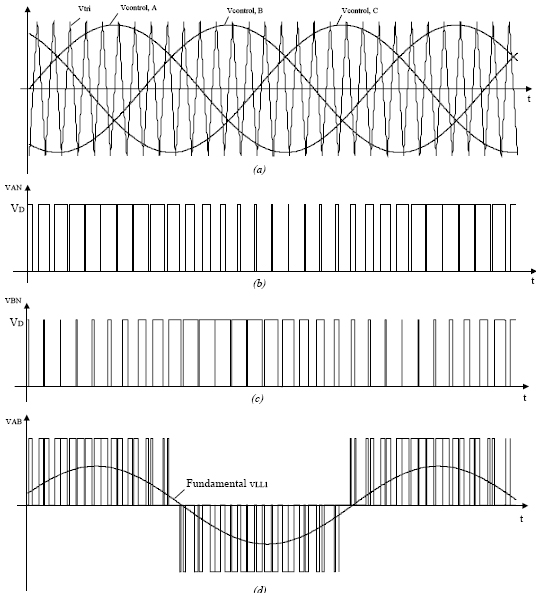 Vtri
Vcontrol, A
Vcontrol, B
Vcontrol, C
t
(a)
VAN
VD
t
(b)
VBN
VD
t
(c)
VAB
Fundamental VLL1
t
(d)